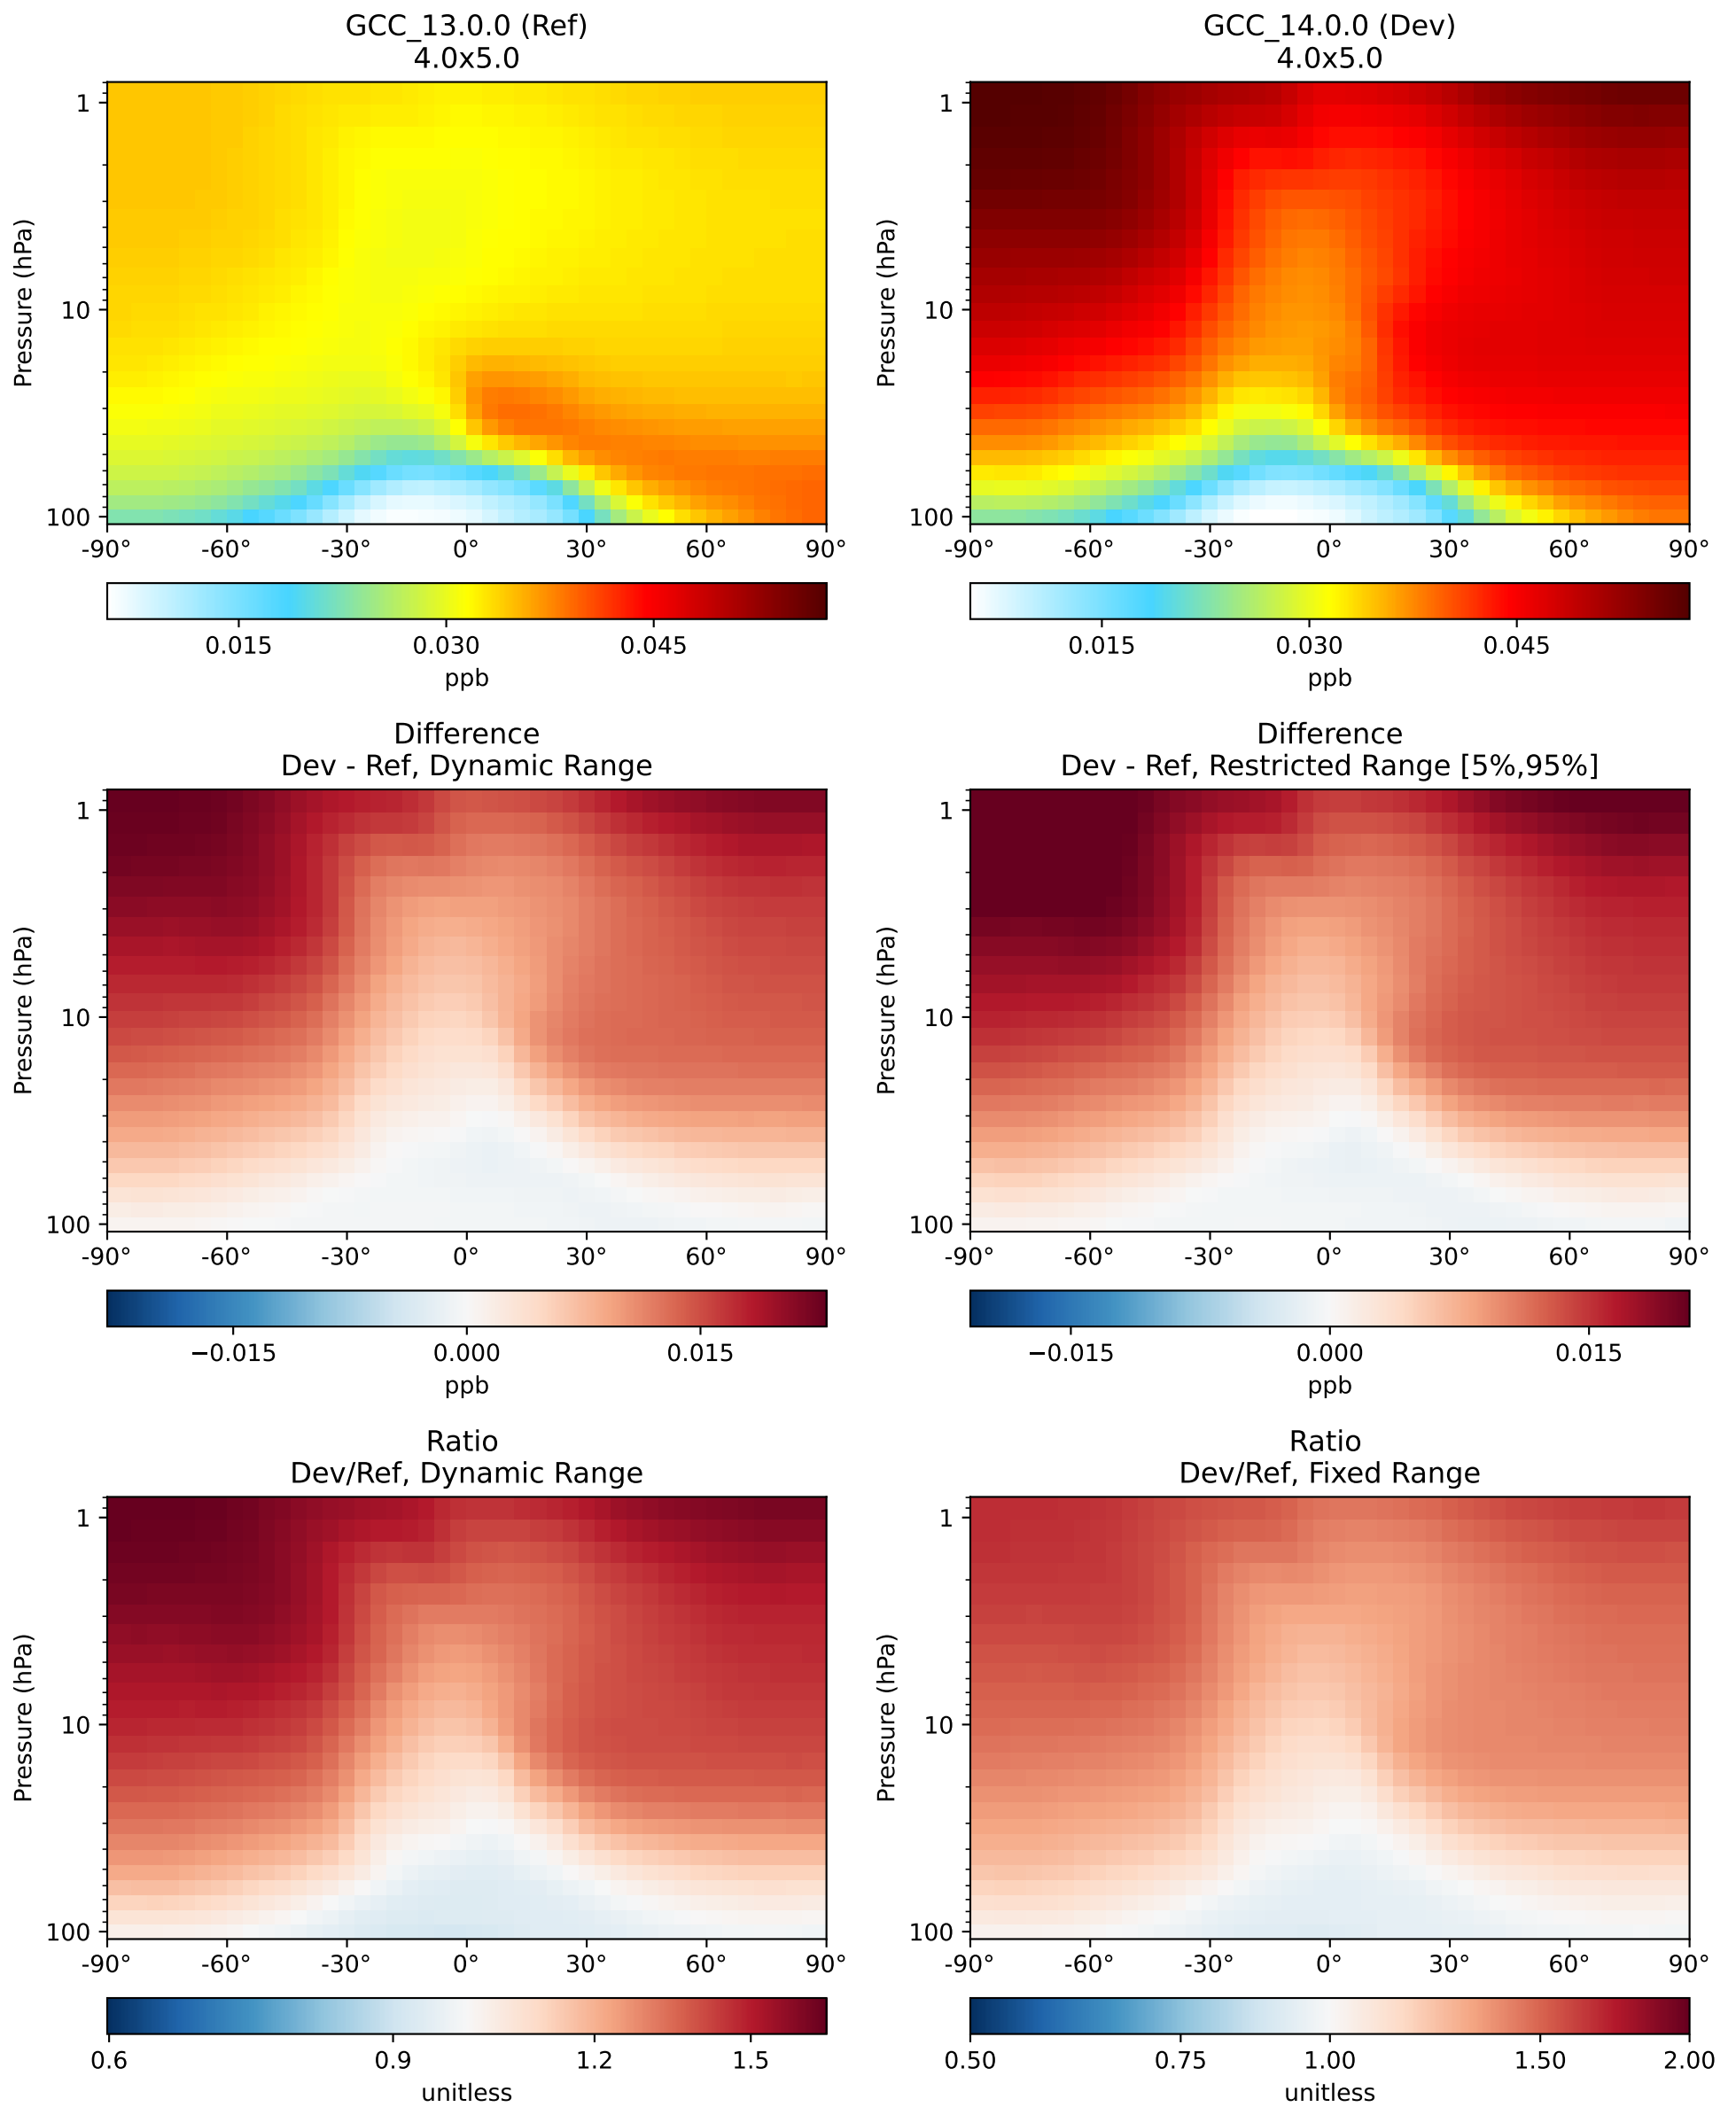 GCC_13.0.0 (Ref)
4.0x5.0
GCC_14.0.0 (Dev)
4.0x5.0
Pressure (hPa)
1
10
100
-90° -60° -30° 0° 30° 60° 90°
0.015 0.030 0.045
ppb
Pressure (hPa)
1
10
100
-90° -60° -30° 0° 30° 60° 90°
0.015 0.030 0.045
ppb
Difference
Dev - Ref, Dynamic Range
Difference
Dev - Ref, Restricted Range [5%,95%]
Pressure (hPa)
1
10
100
-90° -60° -30° 0° 30° 60° 90°
−0.015 0.000 0.015
ppb
Pressure (hPa)
1
10
100
-90° -60° -30° 0° 30° 60° 90°
−0.015 0.000 0.015
ppb
Ratio
Dev/Ref, Dynamic Range
Ratio
Dev/Ref, Fixed Range
Pressure (hPa)
1
10
100
-90° -60° -30° 0° 30° 60° 90°
0.6 0.9 1.2 1.5
unitless
Pressure (hPa)
1
10
100
-90° -60° -30° 0° 30° 60° 90°
0.50 0.75 1.00 1.50 2.00
unitless